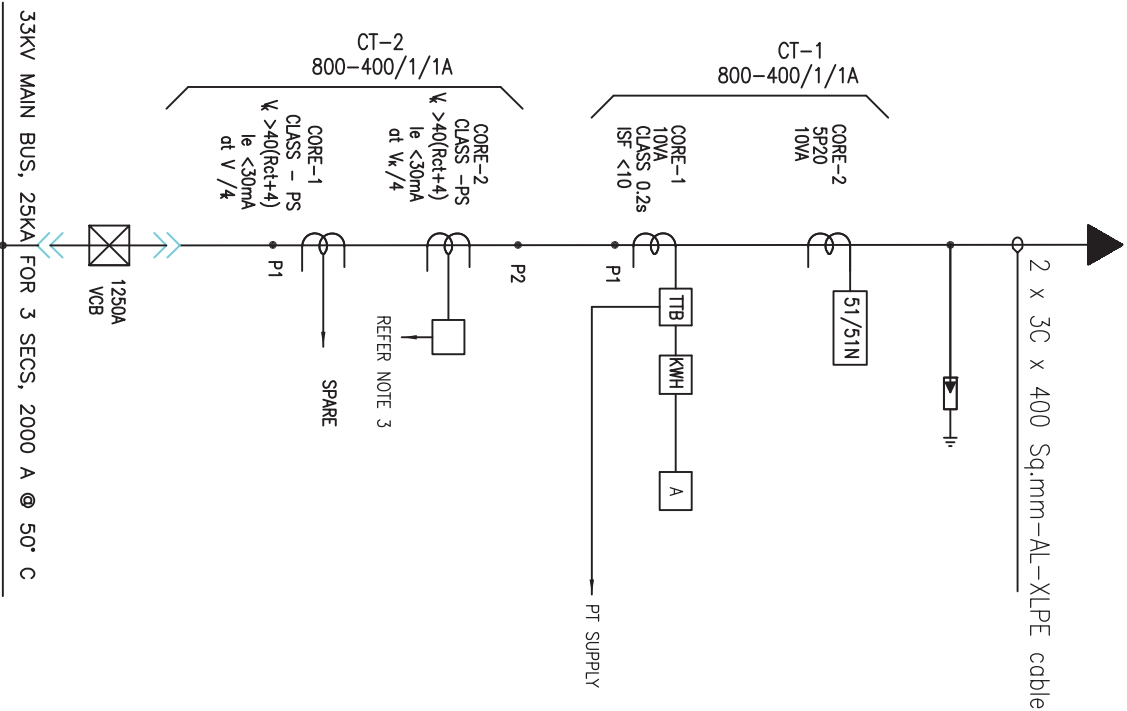 33KV MAIN BUS, 25KA FOR 3 SECS, 2000 A @ 50° C
1250A
VCB
CT-2
800-400/1/1A
CORE-1
CLASS - PS
Vk >40(Rct+4)
Ie <30mA
at V /4k
P1
SPARE
CORE-2
CLASS -PS
Vk >40(Rct+4)
Ie <30mA
at Vk/4
REFER NOTE 3
P2
CT-1
800-400/1/1A
CORE-1
10VA
CLASS 0.2s
ISF <10
P1
TTB
KWH
A
PT SUPPLY
CORE-2
5P20
10VA
51/51N
2 x 3C x 400 Sq.mm-AL-XLPE cable